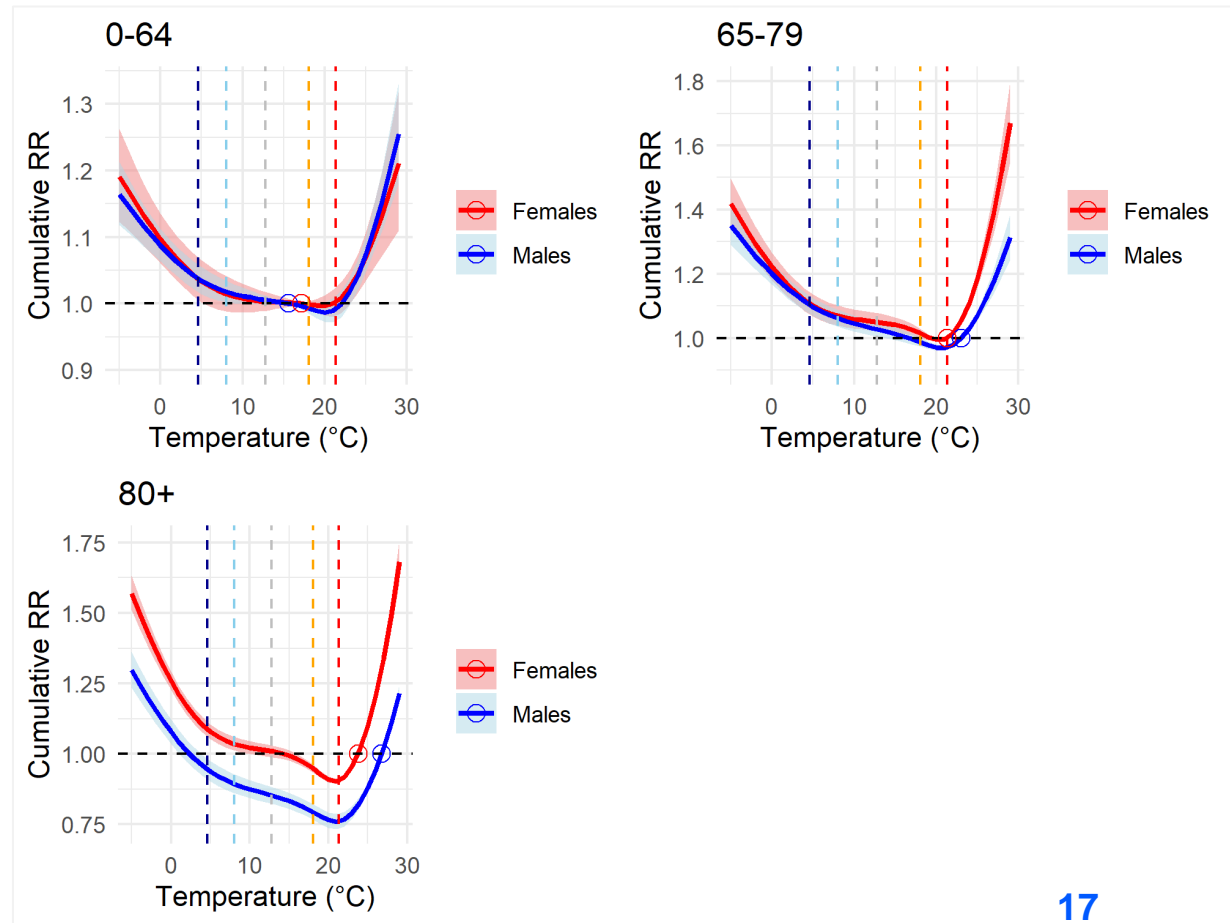 0-64
1.3
1.2
1.1
1.0
0.9
Cumulative RR
0 10 20 30
Temperature (°C)
Females
Males
65-79
1.8
1.6
1.4
1.2
1.0
Cumulative RR
0 10 20 30
Temperature (°C)
Females
Males
80+
1.75
1.50
1.25
1.00
0.75
Cumulative RR
0 10 20 30
Temperature (°C)
Females
Males
17